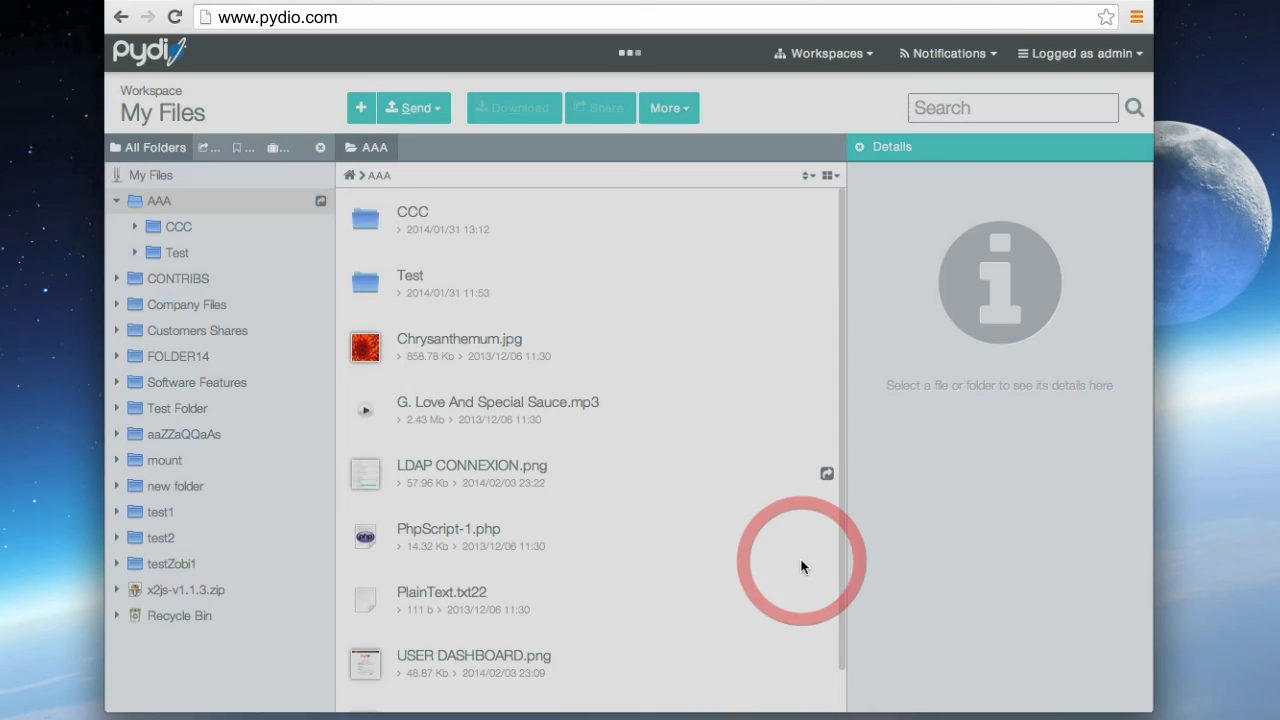 www.pydio.com
pydio
Workspaces
Notifications
Logged as admin
Workspace
My Files
Send
Download
Share
More
Search
All Folders
...
...
...
AAA
Details
My Files
AAA
AAA
CCC
Test
CONTRIBS
Company Files
Customers Shares
FOLDER14
Software Features
Test Folder
aaZZaQQaAs
mount
new folder
test1
test2
testZobi1
x2js-v1.1.3.zip
Recycle Bin
CCC
2014/01/31 13:12
Test
2014/01/31 11:53
Chrysanthemum.jpg
858.78 Kb > 2013/12/06 11:30
G. Love And Special Sauce.mp3
2.43 Mb > 2013/12/06 11:30
LDAP CONNEXION.png
57.96 Kb > 2014/02/03 23:22
PhpScript-1.php
14.32 Kb > 2013/12/06 11:30
PlainText.txt22
111 b > 2013/12/06 11:30
USER DASHBOARD.png
48.87 Kb > 2014/02/03 23:09
Select a file or folder to see its details here